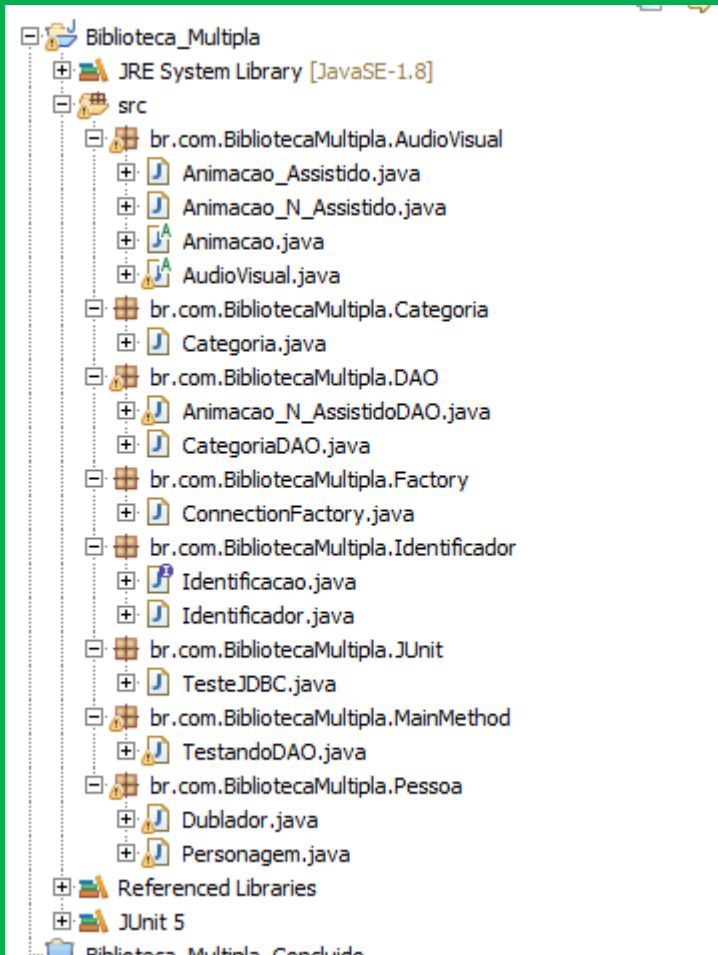 Biblioteca_Multipla
JRE System Library [JavaSE-1.8]
src
br.com.BibliotecaMultipla.AudioVisual
Animacao_Assistido.java
Animacao_N_Assistido.java
Animacao.java
AudioVisual.java
br.com.BibliotecaMultipla.Categoria
Categoria.java
br.com.BibliotecaMultipla.DAO
Animacao_N_AssistidoDAO.java
CategoriaDAO.java
br.com.BibliotecaMultipla.Factory
ConnectionFactory.java
br.com.BibliotecaMultipla.Identificador
Identificacao.java
Identificador.java
br.com.BibliotecaMultipla.JUnit
TesteJDBC.java
br.com.BibliotecaMultipla.MainMethod
TestandoDAO.java
br.com.BibliotecaMultipla.Pessoa
Dublador.java
Personagem.java
Referenced Libraries
JUnit 5
Biblioteca_Multipla_Concluido